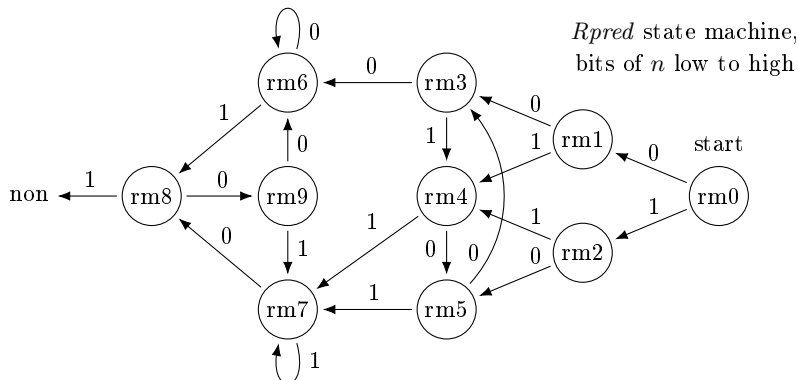 Rpred state machine,
bits of n low to high
0
rm6
0
rm3
0
1
0
1
1
rm1
start
0
non
1
rm8
0
rm9
rm4
rm0
1
0
1
1
0
0
1
0
rm2
rm7
1
rm5
1